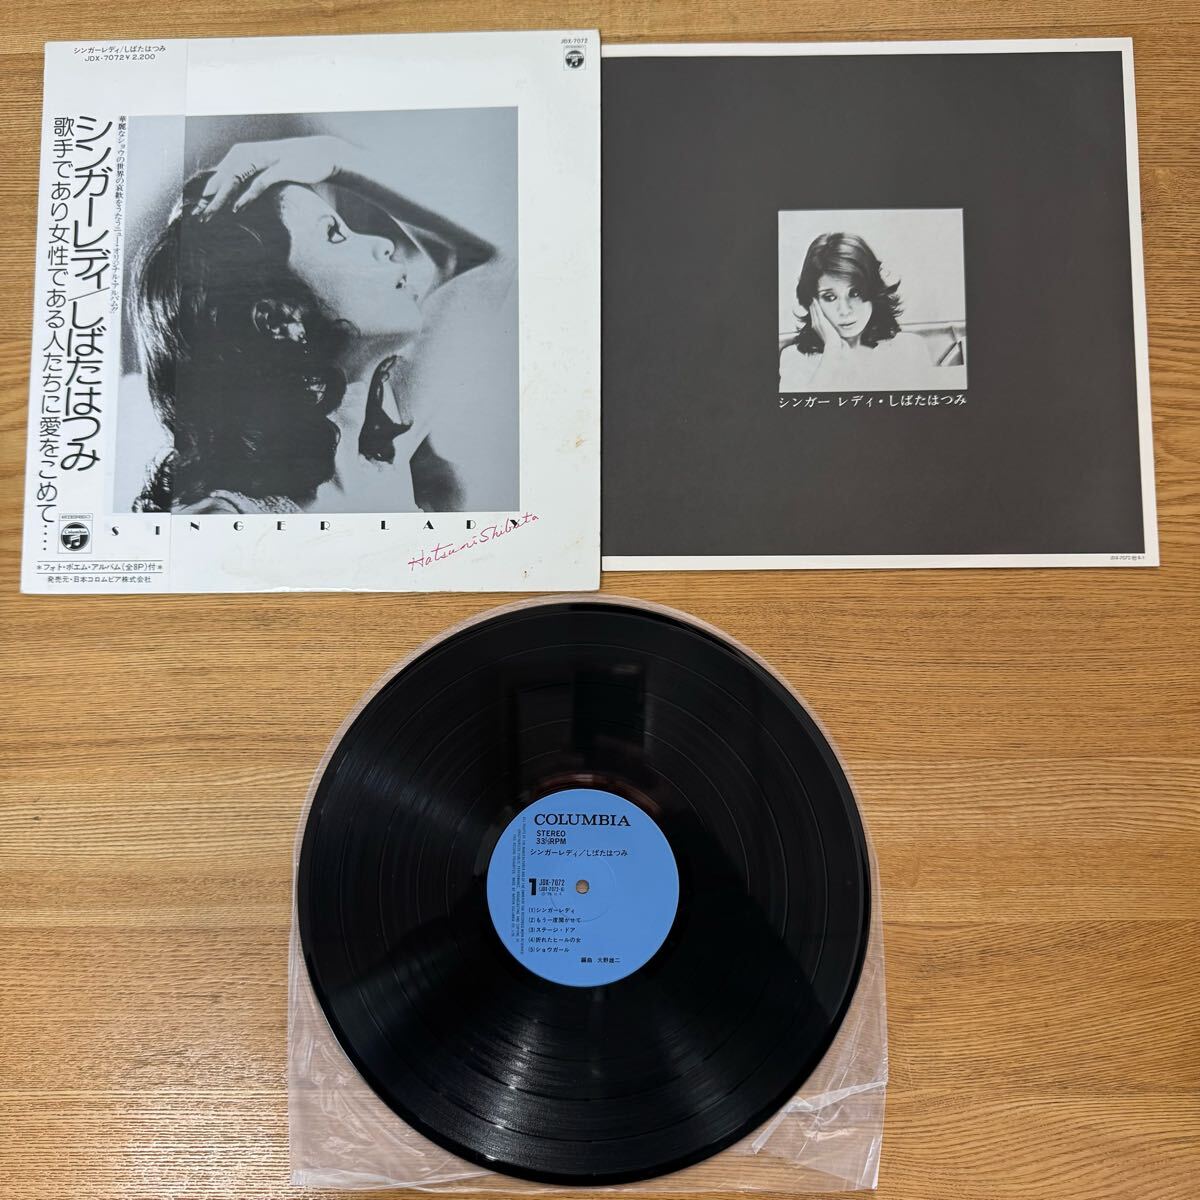 シンガーレディ/しばたはつみ
JDX-7072 ¥2,200
華麗なショウの世界の哀歓をうたうニュー・オリジナル・アルバム!!
シンガーレディ/しばたはつみ
歌手であり女性である人たちに愛をこめて‥‥
Columbia
*フォト・ポエム・アルバム(全8P)付*
発売元・日本コロムビア株式会社
JDX-7072
SINGER LADY
Hatsumi Shibata
シンガー レディ・しばたはつみ
COLUMBIA
STEREO
33⅓RPM
シンガーレディ/しばたはつみ
1
JDX-7072
(JDX-7072-A)
(1)シンガーレディ
(2)もう一度聞かせて
(3)ステージ・ドア
(4)折れたヒールの女
(5)ショウガール
編曲 大野雄二